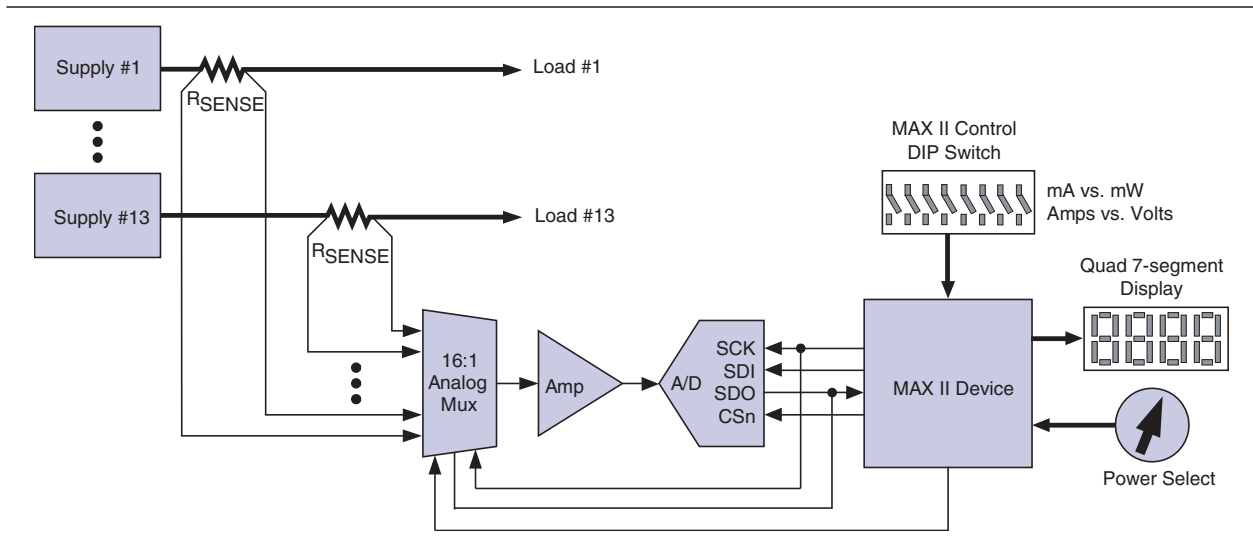 Supply #1
RSENSE
Load #1
Supply #13
RSENSE
Load #13
MAX II Control
DIP Switch
mA vs. mW
Amps vs. Volts
Quad 7-segment
Display
16:1
Analog
Mux
Amp
A/D
SCK
SDI
SDO
CSn
MAX II Device
Power Select